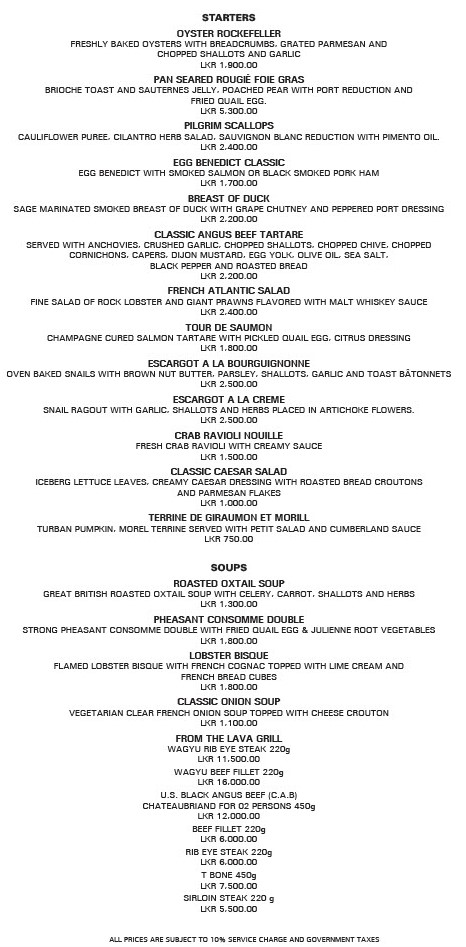 STARTERS
OYSTER ROCKEFELLER
FRESHLY BAKED OYSTERS WITH BREADCRUMBS, GRATED PARMESAN AND
CHOPPED SHALLOTS AND GARLIC
LKR 1,900.00
PAN SEARED ROUGIÉ FOIE GRAS
BRIOCHE TOAST AND SAUTERNES JELLY, POACHED PEAR WITH PORT REDUCTION AND
FRIED QUAIL EGG.
LKR 5,300.00
PILGRIM SCALLOPS
CAULIFLOWER PUREE, CILANTRO HERB SALAD, SAUVIGNON BLANC REDUCTION WITH PIMENTO OIL.
LKR 2,400.00
EGG BENEDICT CLASSIC
EGG BENEDICT WITH SMOKED SALMON OR BLACK SMOKED PORK HAM
LKR 1,700.00
BREAST OF DUCK
SAGE MARINATED SMOKED BREAST OF DUCK WITH GRAPE CHUTNEY AND PEPPERED PORT DRESSING
LKR 2,200.00
CLASSIC ANGUS BEEF TARTARE
SERVED WITH ANCHOVIES, CRUSHED GARLIC, CHOPPED SHALLOTS, CHOPPED CHIVE, CHOPPED
CORNICHONS, CAPERS, DIJON MUSTARD, EGG YOLK, OLIVE OIL, SEA SALT,
BLACK PEPPER AND ROASTED BREAD
LKR 2,200.00
FRENCH ATLANTIC SALAD
FINE SALAD OF ROCK LOBSTER AND GIANT PRAWNS FLAVORED WITH MALT WHISKEY SAUCE
LKR 2,400.00
TOUR DE SAUMON
CHAMPAGNE CURED SALMON TARTARE WITH PICKLED QUAIL EGG, CITRUS DRESSING
LKR 1,800.00
ESCARGOT A LA BOURGUIGNONNE
OVEN BAKED SNAILS WITH BROWN NUT BUTTER, PARSLEY, SHALLOTS, GARLIC AND TOAST BÂTONNETS
LKR 2,500.00
ESCARGOT A LA CREME
SNAIL RAGOUT WITH GARLIC, SHALLOTS AND HERBS PLACED IN ARTICHOKE FLOWERS.
LKR 2,500.00
CRAB RAVIOLI NOUILLE
FRESH CRAB RAVIOLI WITH CREAMY SAUCE
LKR 1,500.00
CLASSIC CAESAR SALAD
ICEBERG LETTUCE LEAVES, CREAMY CAESAR DRESSING WITH ROASTED BREAD CROUTONS
AND PARMESAN FLAKES
LKR 1,000.00
TERRINE DE GIRAUMON ET MORILL
TURBAN PUMPKIN, MOREL TERRINE SERVED WITH PETIT SALAD AND CUMBERLAND SAUCE
LKR 750.00
SOUPS
ROASTED OXTAIL SOUP
GREAT BRITISH ROASTED OXTAIL SOUP WITH CELERY, CARROT, SHALLOTS AND HERBS
LKR 1,300.00
PHEASANT CONSOMME DOUBLE
STRONG PHEASANT CONSOMME DOUBLE WITH FRIED QUAIL EGG & JULIENNE ROOT VEGETABLES
LKR 1,800.00
LOBSTER BISQUE
FLAMED LOBSTER BISQUE WITH FRENCH COGNAC TOPPED WITH LIME CREAM AND
FRENCH BREAD CUBES
LKR 1,800.00
CLASSIC ONION SOUP
VEGETARIAN CLEAR FRENCH ONION SOUP TOPPED WITH CHEESE CROUTON
LKR 1,100.00
FROM THE LAVA GRILL
WAGYU RIB EYE STEAK 220g
LKR 11,500.00
WAGYU BEEF FILLET 220g
LKR 16,000.00
U.S. BLACK ANGUS BEEF (C.A.B)
CHATEAUBRIAND FOR 02 PERSONS 450g
LKR 12,000.00
BEEF FILLET 220g
LKR 6,000.00
RIB EYE STEAK 220g
LKR 6,000.00
T BONE 450g
LKR 7,500.00
SIRLOIN STEAK 220 g
LKR 5,500.00
ALL PRICES ARE SUBJECT TO 10% SERVICE CHARGE AND GOVERNMENT TAXES